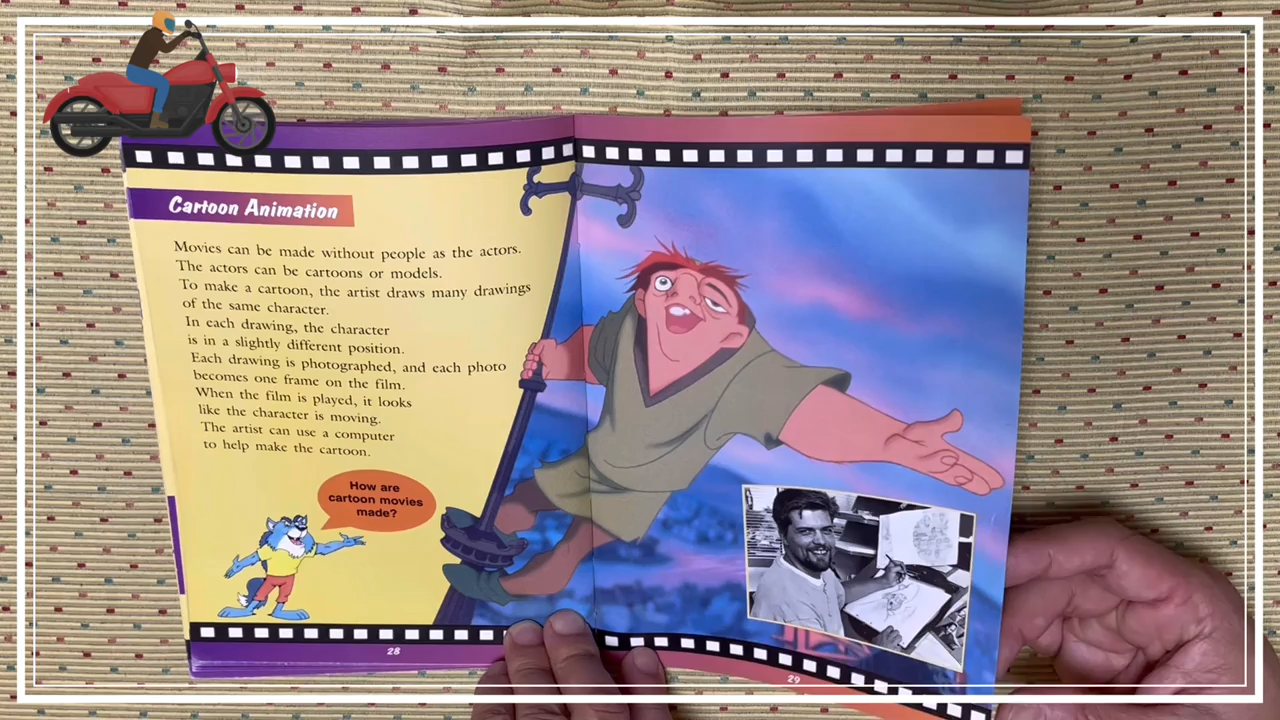 Cartoon Animation
Movies can be made without people as the actors.
The actors can be cartoons or models.
To make a cartoon, the artist draws many drawings
of the same character.
In each drawing, the character
is in a slightly different position.
Each drawing is photographed, and each photo
becomes one frame on the film.
When the film is played, it looks
like the character is moving.
The artist can use a computer
to help make the cartoon.
How are
cartoon movies
made?
28
29